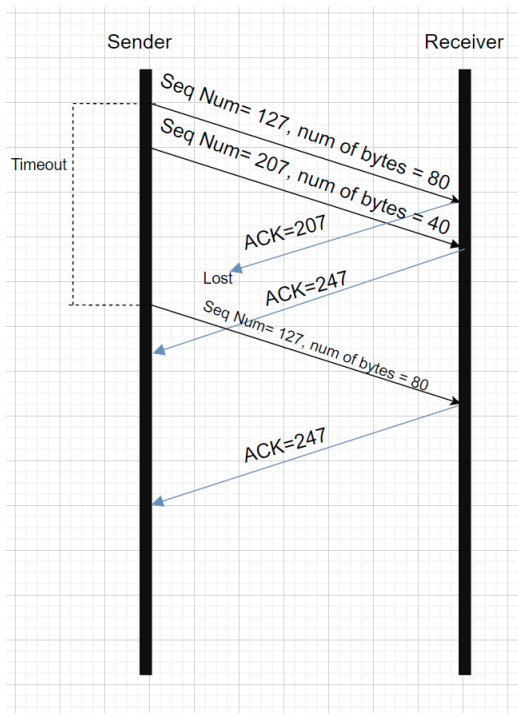 Sender
Receiver
Seq Num= 127, num of bytes = 80
Timeout
Seq Num= 207, num of bytes = 40
ACK=207
Lost
ACK=247
Seq Num= 127, num of bytes = 80
ACK=247